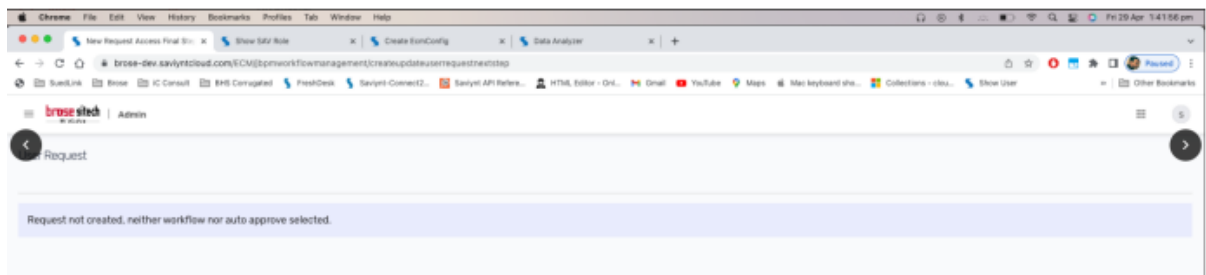 Chrome File Edit View History Bookmarks Profiles Tab Window Help Fri 29 Apr 1:41:56 pm
New Request Access Final Ste × Show SAV Role × Create EomConfig × Data Analyzer × +
brose-dev.saviyntcloud.com/ECM/jbpmworkflowmanagement/createupdateuserrequestnextstep Paused
SuedLink Brose iC Consult BHS Corrugated FreshDesk Saviynt-Connect2... Saviynt API Refere... HTML Editor - Onl... Gmail YouTube Maps Mac keyboard sho... Collections - clou... Show User » Other Bookmarks
brose sitech | Admin S
User Request
Request not created, neither workflow nor auto approve selected.